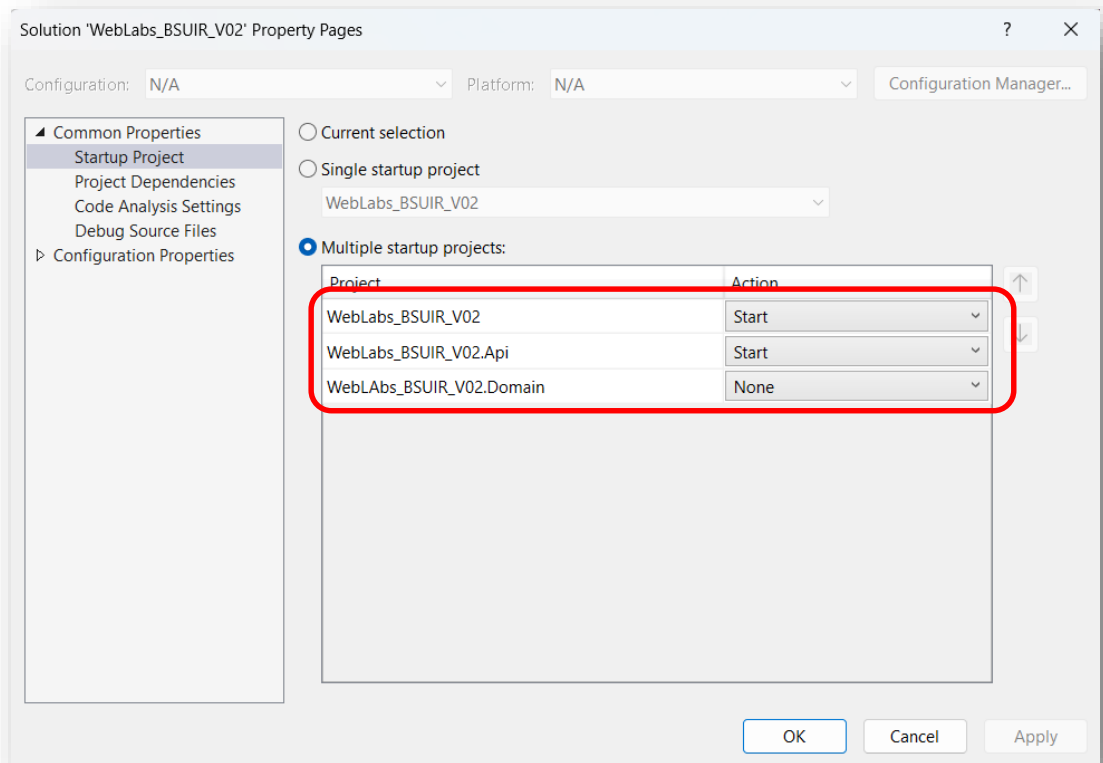 Solution 'WebLabs_BSUIR_V02' Property Pages
?
Configuration: N/A Platform: N/A Configuration Manager...
Common Properties
Startup Project
Project Dependencies
Code Analysis Settings
Debug Source Files
Configuration Properties
Current selection
Single startup project
WebLabs_BSUIR_V02
Multiple startup projects:
Project Action
WebLabs_BSUIR_V02 Start
WebLabs_BSUIR_V02.Api Start
WebLAbs_BSUIR_V02.Domain None
OK Cancel Apply